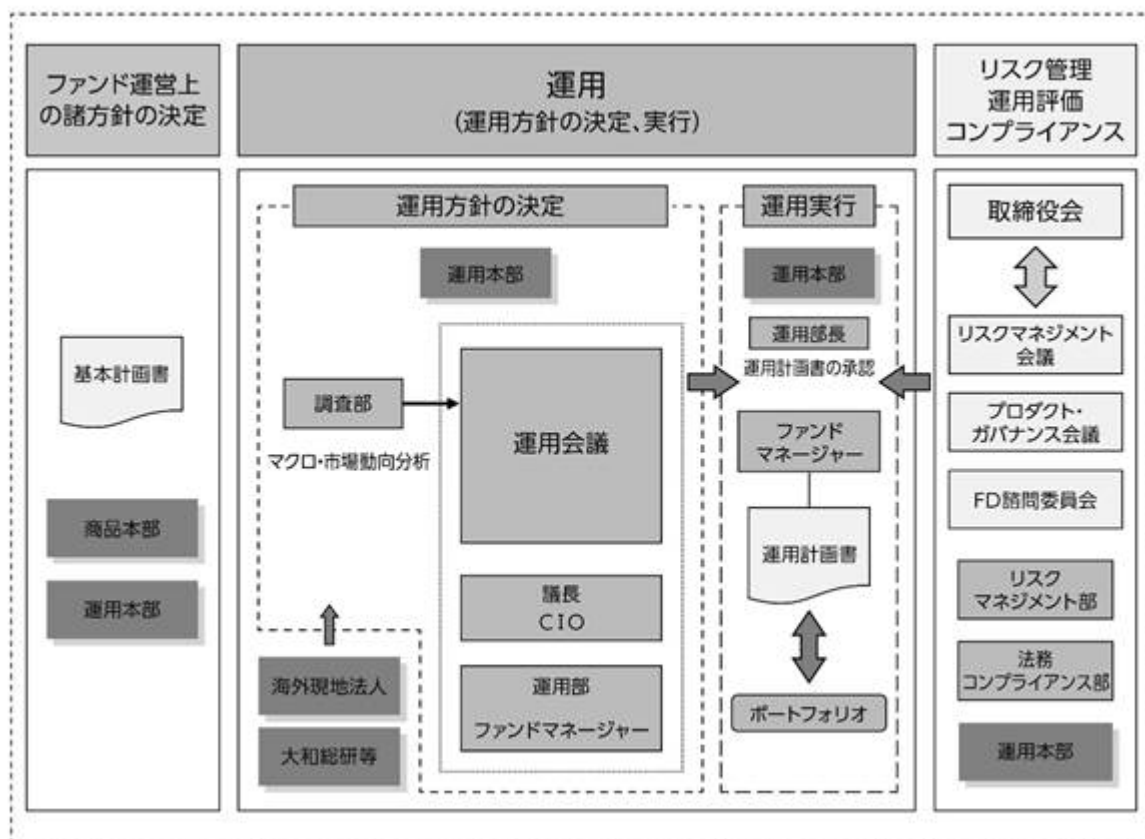 ファンド運営上
の諸方針の決定
運用
(運用方針の決定、実行)
リスク管理
運用評価
コンプライアンス
基本計画書
商品本部
運用本部
運用方針の決定
運用本部
調査部
マクロ・市場動向分析
運用会議
議長
CIO
運用部
ファンドマネージャー
海外現地法人
大和総研等
運用実行
運用本部
運用部長
運用計画書の承認
ファンド
マネージャー
運用計画書
ポートフォリオ
取締役会
リスクマネジメント
会議
プロダクト・
ガバナンス会議
FD諮問委員会
リスク
マネジメント部
法務
コンプライアンス部
運用本部